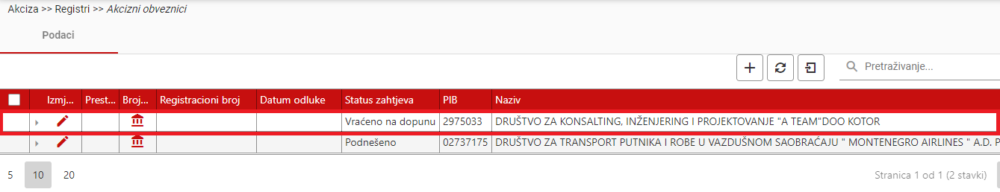 Akciza >> Registri >> Akcizni obveznici
Podaci
Pretraživanje...
Izmj... Prest... Broj... Registracioni broj Datum odluke Status zahtjeva PIB Naziv
Vraćeno na dopunu 2975033 DRUŠTVO ZA KONSALTING, INŽENJERING I PROJEKTOVANJE "A TEAM"DOO KOTOR
Podnešeno 02737175 DRUŠTVO ZA TRANSPORT PUTNIKA I ROBE U VAZDUŠNOM SAOBRAĆAJU " MONTENEGRO AIRLINES " A.D. P
5 10 20 Stranica 1 od 1 (2 stavki)